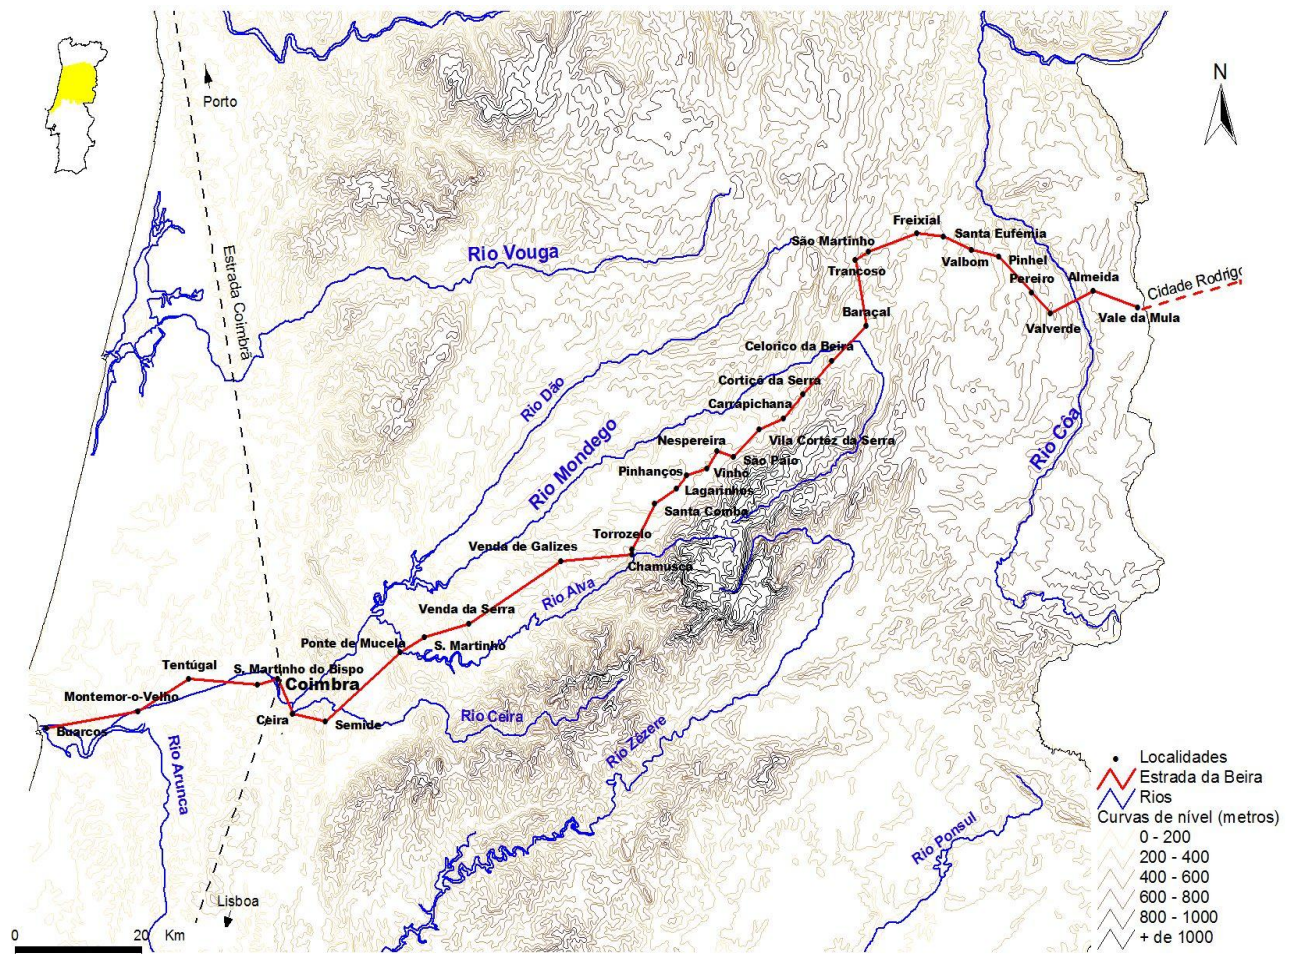 N
Porto
Estrada Coimbrã
Rio Vouga
Freixial
Santa Eufémia
São Martinho
Valbom
Pinhel
Trancoso
Pereiro
Almeida
Cidade Rodrigo
Vale da Mula
Valverde
Baraçal
Celorico da Beira
Cortiçô da Serra
Rio Dão
Carrapichana
Rio Côa
Nespereira
Vila Cortêz da Serra
Rio Mondego
São Paio
Pinhanços
Vinhó
Lagarinhos
Santa Comba
Torrozelo
Venda de Galizes
Chamusca
Rio Alva
Venda da Serra
Ponte de Mucela
S. Martinho
Tentúgal
S. Martinho do Bispo
Coimbra
Montemor-o-Velho
Ceira
Semide
Rio Ceira
Buarcos
Rio Zêzere
Rio Arunca
Rio Ponsul
Lisboa
0 20 Km
Localidades
Estrada da Beira
Rios
Curvas de nível (metros)
0 - 200
200 - 400
400 - 600
600 - 800
800 - 1000
+ de 1000